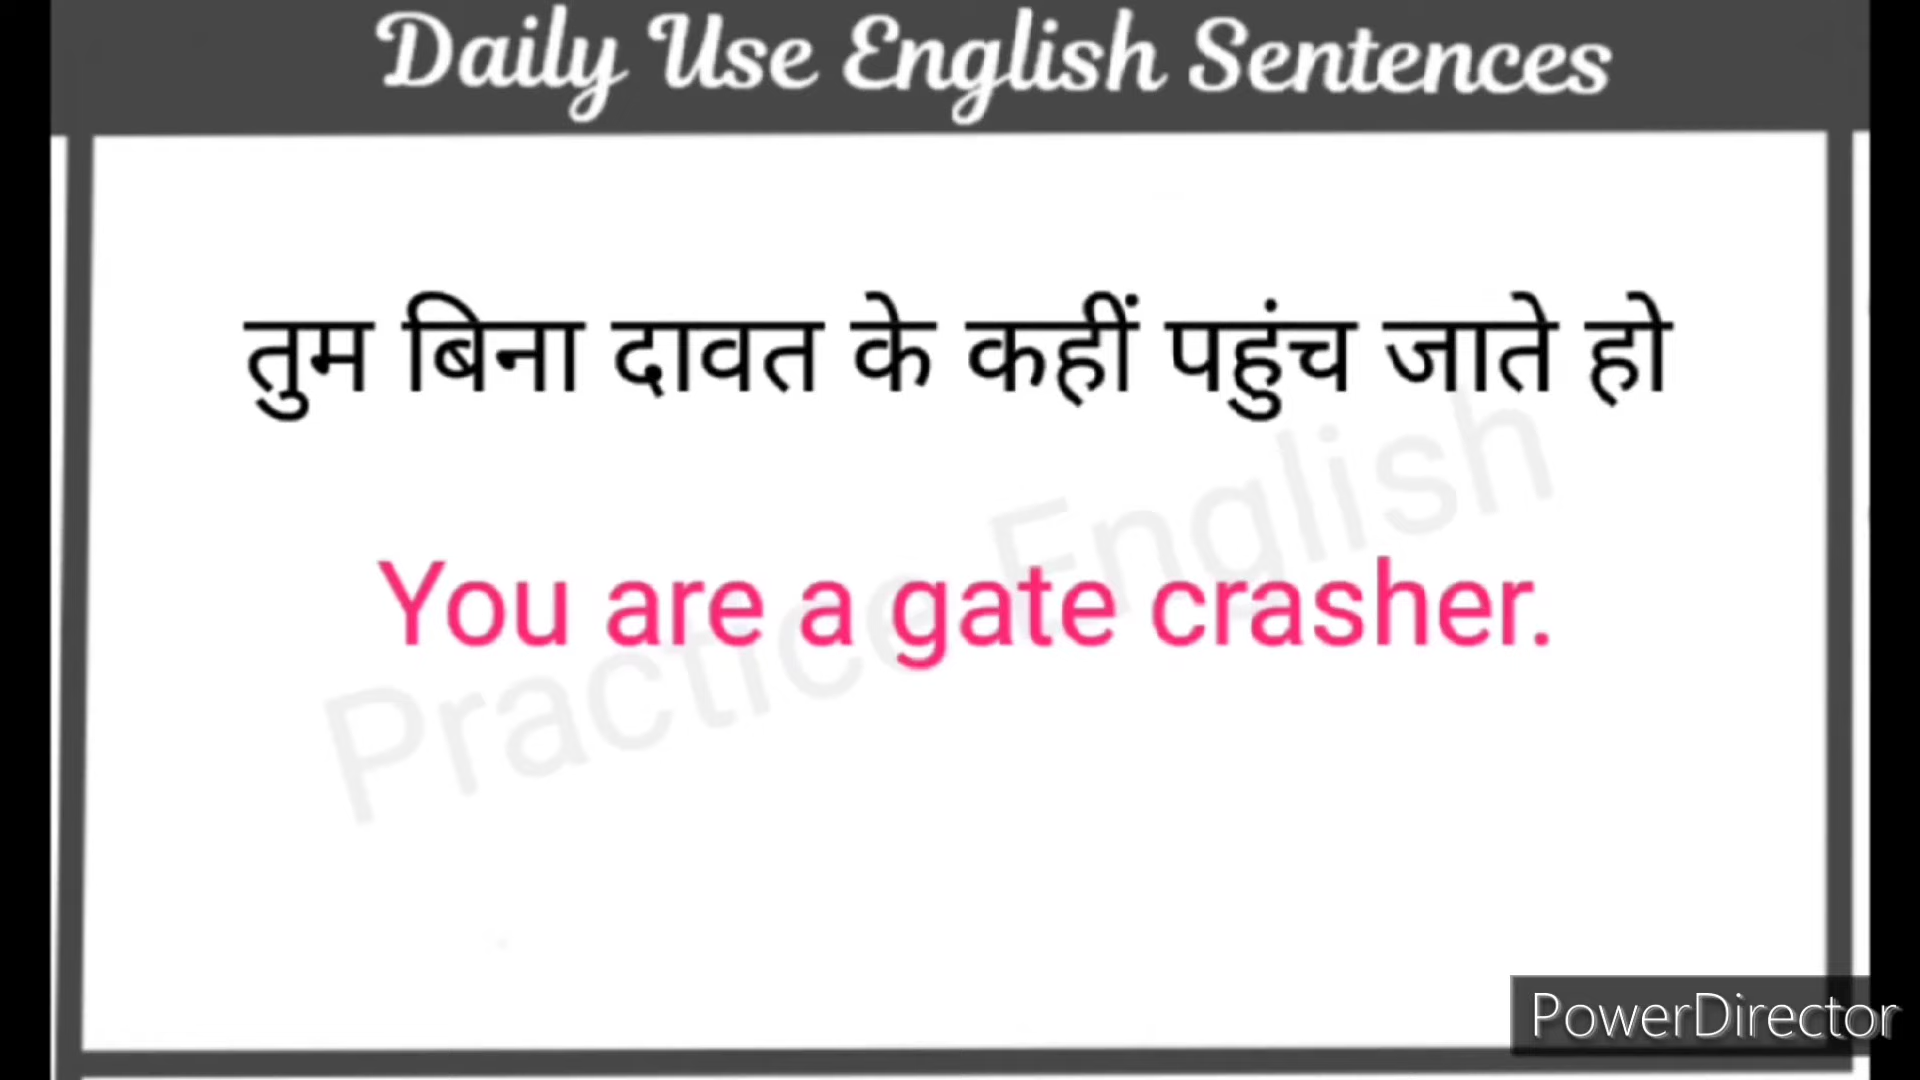 Daily Use English Sentences
तुम बिना दावत के कहीं पहुंच जाते हो
You are a gate crasher.
Practice English
PowerDirector